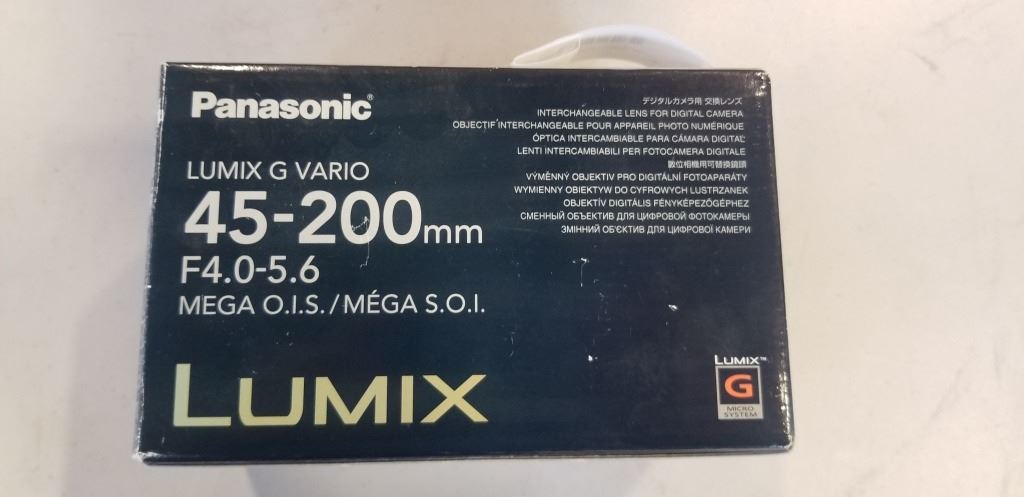 Panasonic®
LUMIX G VARIO
45-200mm
F4.0-5.6
MEGA O.I.S./MÉGA S.O.I.
LUMIX
デジタルカメラ用 交換レンズ
INTERCHANGEABLE LENS FOR DIGITAL CAMERA
OBJECTIF INTERCHANGEABLE POUR APPAREIL PHOTO NUMÉRIQUE
ÓPTICA INTERCAMBIABLE PARA CÁMARA DIGITAL
LENTI INTERCAMBIABILI PER FOTOCAMERA DIGITALE
數位相機用可替換鏡頭
VÝMĚNNÝ OBJEKTIV PRO DIGITÁLNÍ FOTOAPARÁTY
WYMIENNY OBIEKTYW DO CYFROWYCH LUSTRZANEK
OBJEKTÍV DIGITÁLIS FÉNYKÉPEZŐGÉPHEZ
СМЕННЫЙ ОБЪЕКТИВ ДЛЯ ЦИФРОВОЙ ФОТОКАМЕРЫ
ЗМІННИЙ ОБ'ЄКТИВ ДЛЯ ЦИФРОВОЇ КАМЕРИ
LUMIX™
G
MICRO
SYSTEM